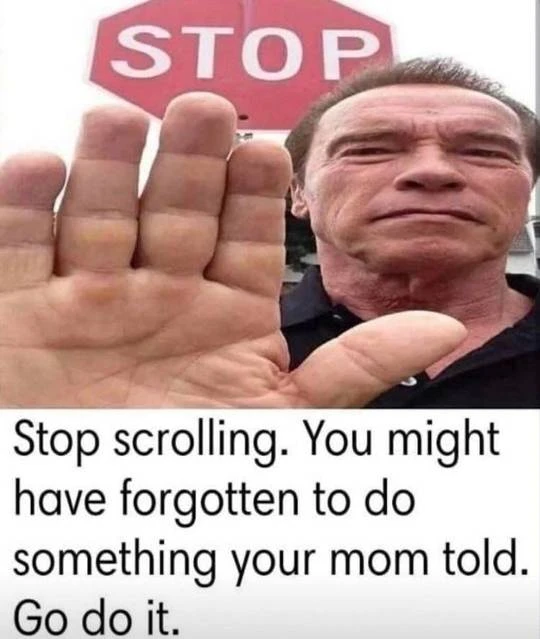 STOP
Stop scrolling. You might
have forgotten to do
something your mom told.
Go do it.